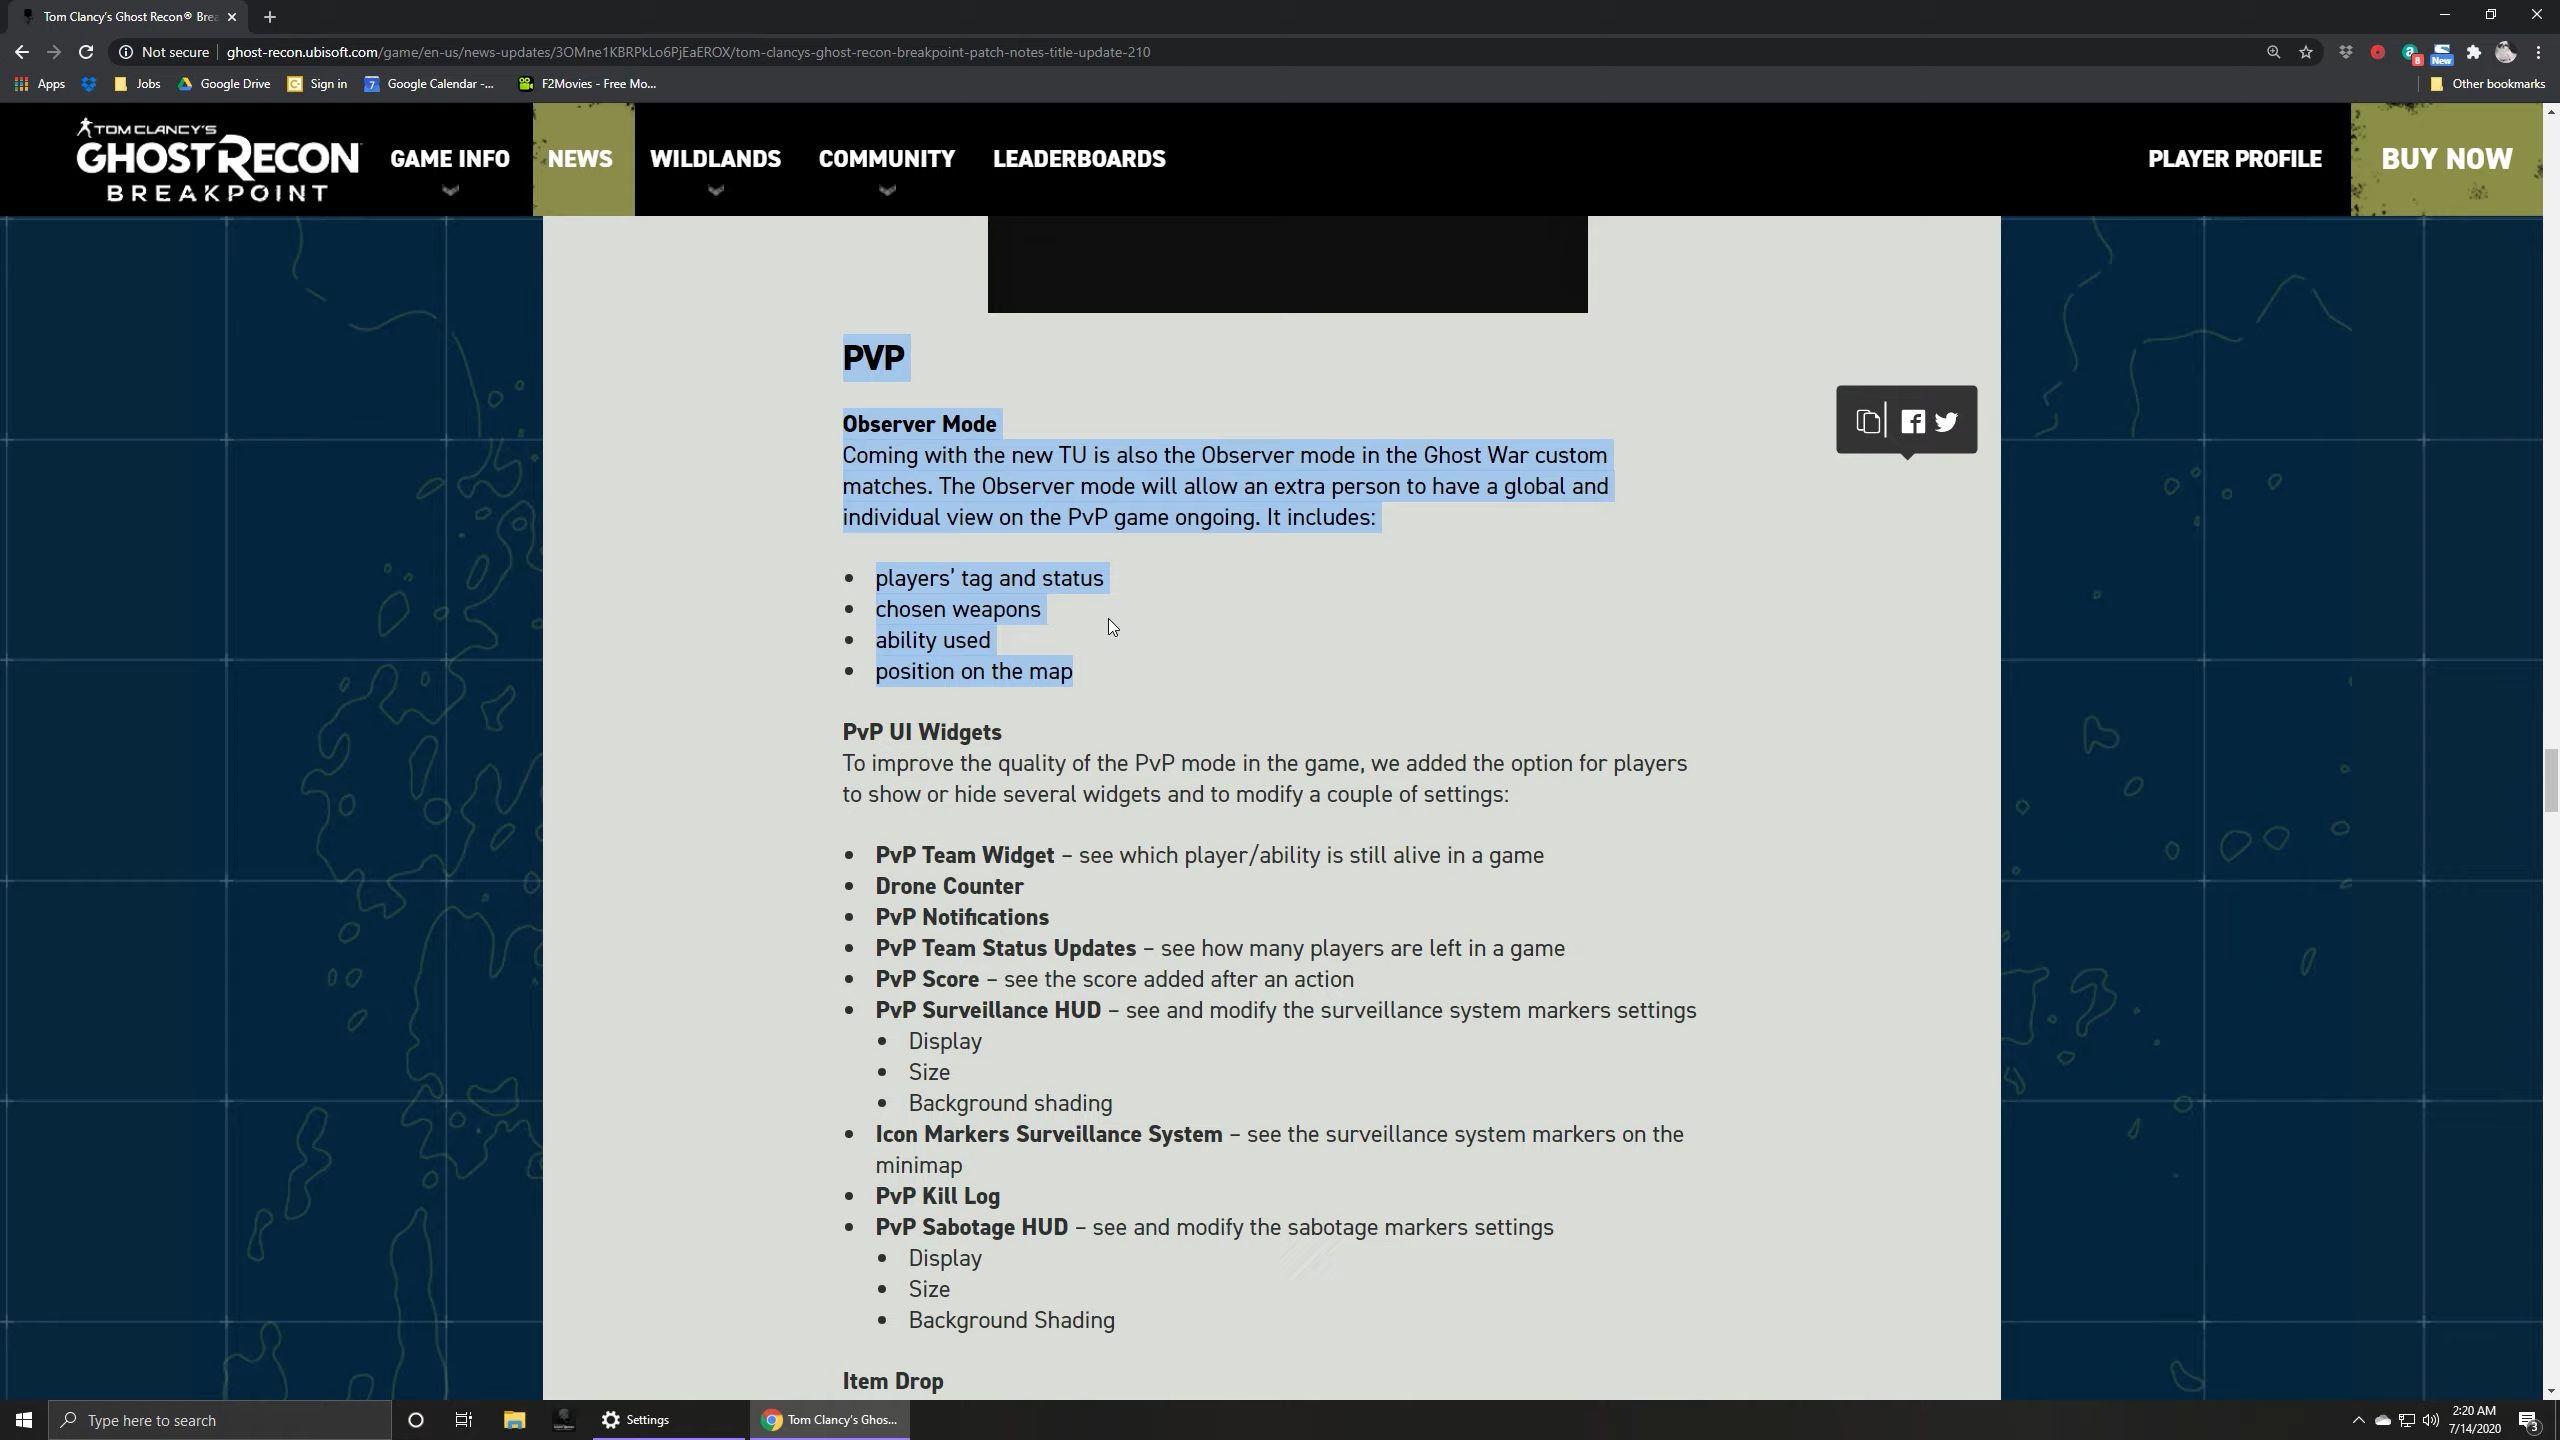 Tom Clancy's Ghost Recon® Brea
Not secure
ghost-recon.ubisoft.com/game/en-us/news-updates/3OMne1KBRPkLo6PjEaEROX/tom-clancys-ghost-recon-breakpoint-patch-notes-title-update-210
8
New
Apps
Jobs
Google Drive
Sign in
7
Google Calendar -...
F2Movies - Free Mo...
Other bookmarks
TOM CLANCY'S
GHOST RECON
BREAKPOINT
GAME INFO
NEWS
WILDLANDS
COMMUNITY
LEADERBOARDS
PLAYER PROFILE
BUY NOW
PVP
Observer Mode
Coming with the new TU is also the Observer mode in the Ghost War custom
matches. The Observer mode will allow an extra person to have a global and
individual view on the PvP game ongoing. It includes:
• players' tag and status
• chosen weapons
• ability used
• position on the map
PvP UI Widgets
To improve the quality of the PvP mode in the game, we added the option for players
to show or hide several widgets and to modify a couple of settings:
• PvP Team Widget – see which player/ability is still alive in a game
• Drone Counter
• PvP Notifications
• PvP Team Status Updates – see how many players are left in a game
• PvP Score – see the score added after an action
• PvP Surveillance HUD – see and modify the surveillance system markers settings
• Display
• Size
• Background shading
• Icon Markers Surveillance System – see the surveillance system markers on the
minimap
• PvP Kill Log
• PvP Sabotage HUD – see and modify the sabotage markers settings
• Display
• Size
• Background Shading
Item Drop
Type here to search
Settings
Tom Clancy's Ghos...
2:20 AM
7/14/2020
3